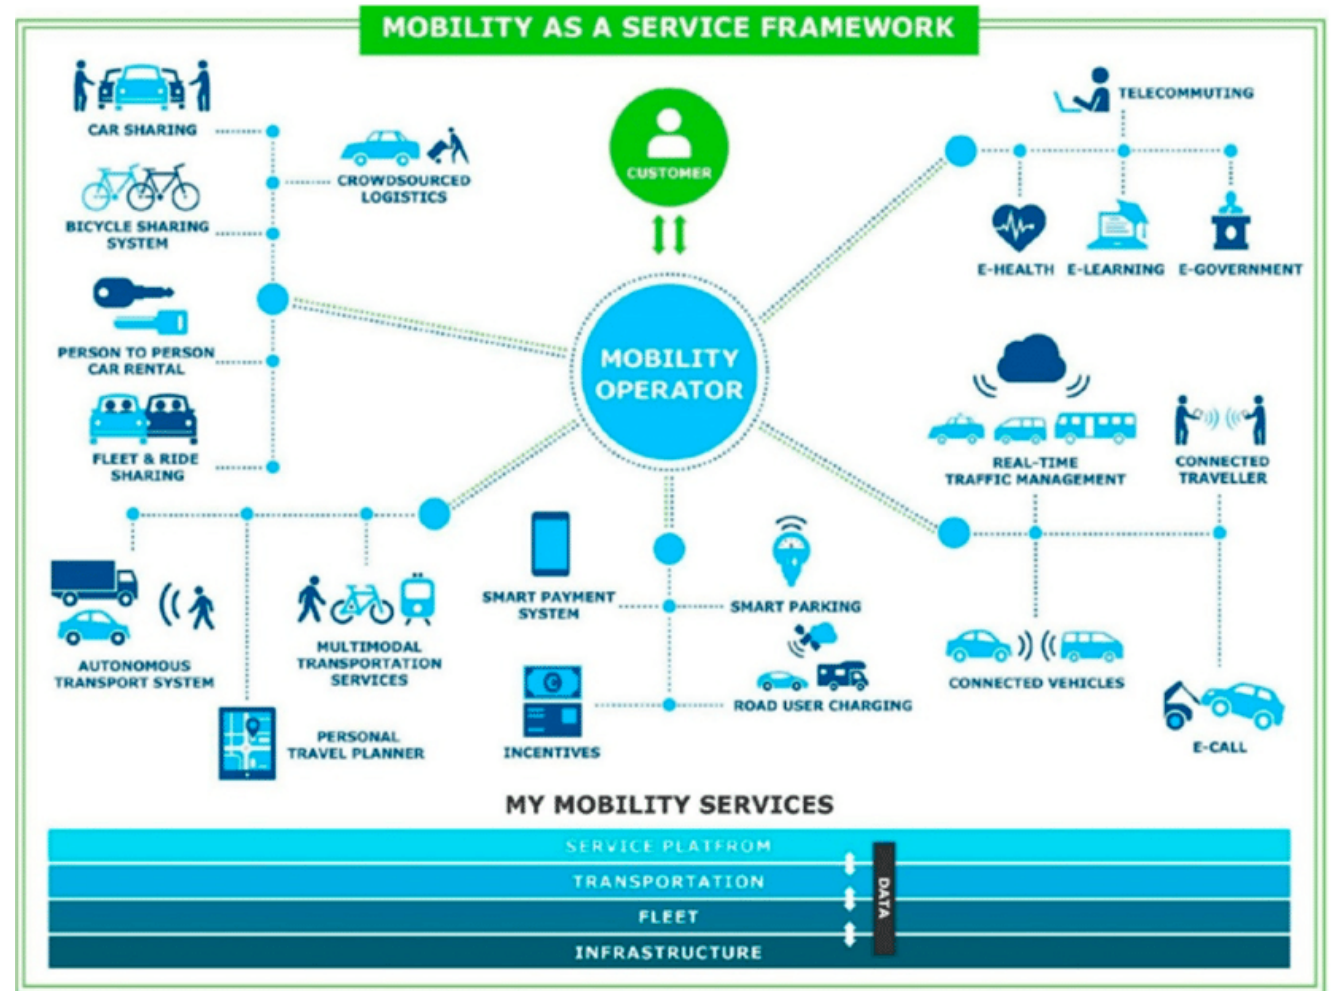 MOBILITY AS A SERVICE FRAMEWORK
CAR SHARING
CROWDSOURCED
LOGISTICS
BICYCLE SHARING
SYSTEM
PERSON TO PERSON
CAR RENTAL
FLEET & RIDE
SHARING
CUSTOMER
MOBILITY
OPERATOR
TELECOMMUTING
E-HEALTH
E-LEARNING
E-GOVERNMENT
REAL-TIME
TRAFFIC MANAGEMENT
CONNECTED
TRAVELLER
CONNECTED VEHICLES
E-CALL
AUTONOMOUS
TRANSPORT SYSTEM
MULTIMODAL
TRANSPORTATION
SERVICES
PERSONAL
TRAVEL PLANNER
SMART PAYMENT
SYSTEM
SMART PARKING
INCENTIVES
ROAD USER CHARGING
MY MOBILITY SERVICES
SERVICE PLATFROM
TRANSPORTATION
FLEET
INFRASTRUCTURE
DATA